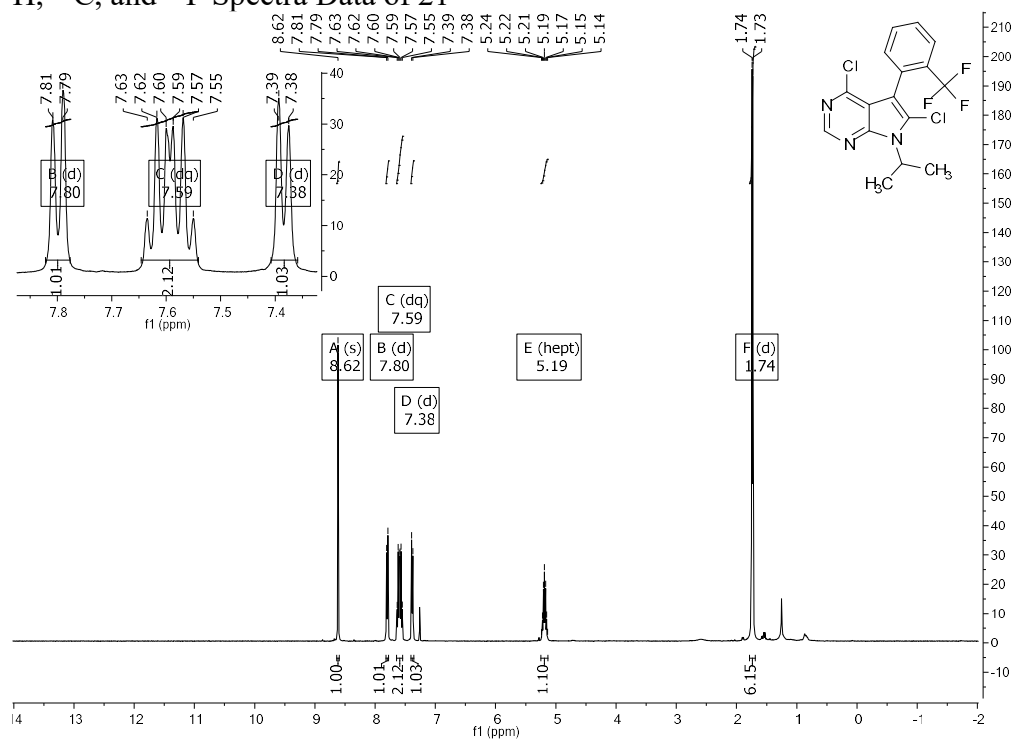 H, C, and F Spectra Data of 21
8.62 7.81 7.79 7.63 7.62 7.60 7.59 7.57 7.55 7.39 7.38 5.24 5.22 5.21 5.19 5.17 5.15 5.14 1.74 1.73
7.81 7.79 7.63 7.62 7.60 7.59 7.57 7.55 7.39 7.38
B (d)
7.80
C (dq)
7.59
D (d)
7.38
1.01 2.12 1.03
40
30
20
10
0
7.8 7.7 7.6 7.5 7.4
f1 (ppm)
Cl
F
F
F
N
Cl
N
N
CH3
H3C
C (dq)
7.59
A (s)
8.62
B (d)
7.80
E (hept)
5.19
F (d)
1.74
D (d)
7.38
210
200
190
180
170
160
150
140
130
120
110
100
90
80
70
60
50
40
30
20
10
0
-10
1.00 1.01 2.12 1.03 1.10 6.15
14 13 12 11 10 9 8 7 6 5 4 3 2 1 0 -1 -2
f1 (ppm)